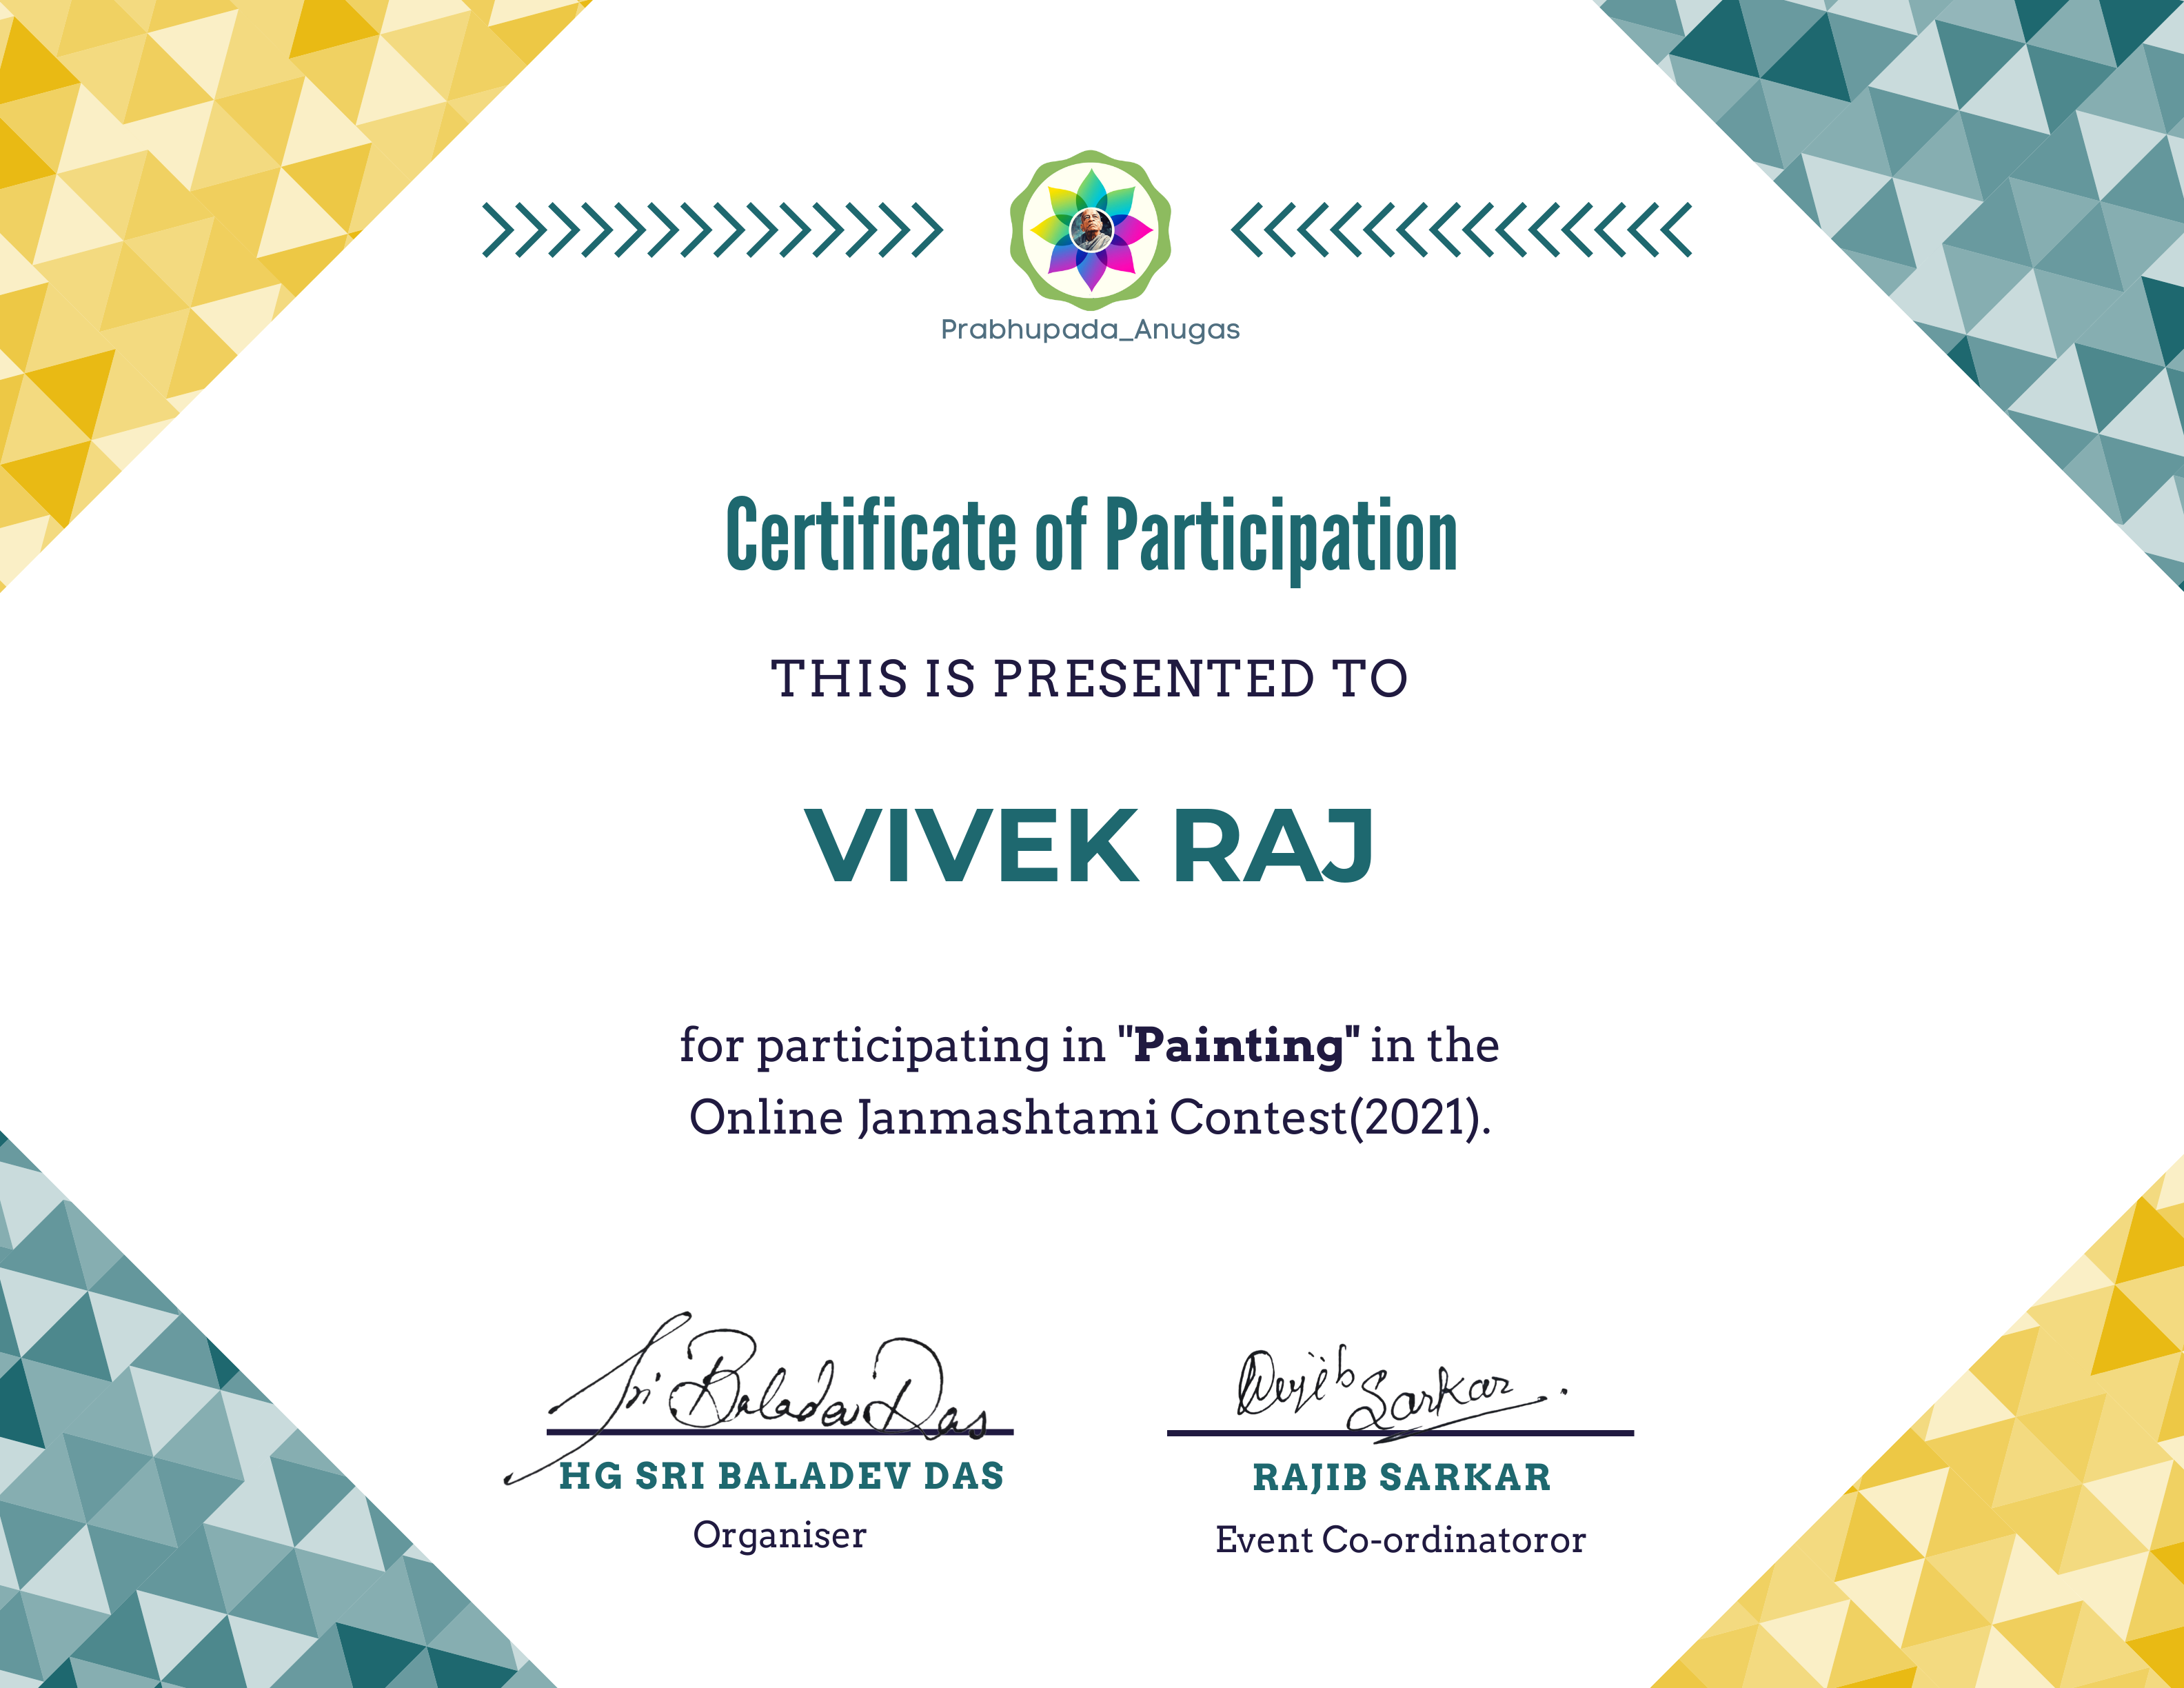 Prabhupada_Anugas
Certificate of Participation
THIS IS PRESENTED TO
VIVEK RAJ
for participating in "Painting" in the
Online Janmashtami Contest(2021).
Sri Baladev Das Rajib Sarkar
HG SRI BALADEV DAS RAJIB SARKAR
Organiser Event Co-ordinatoror